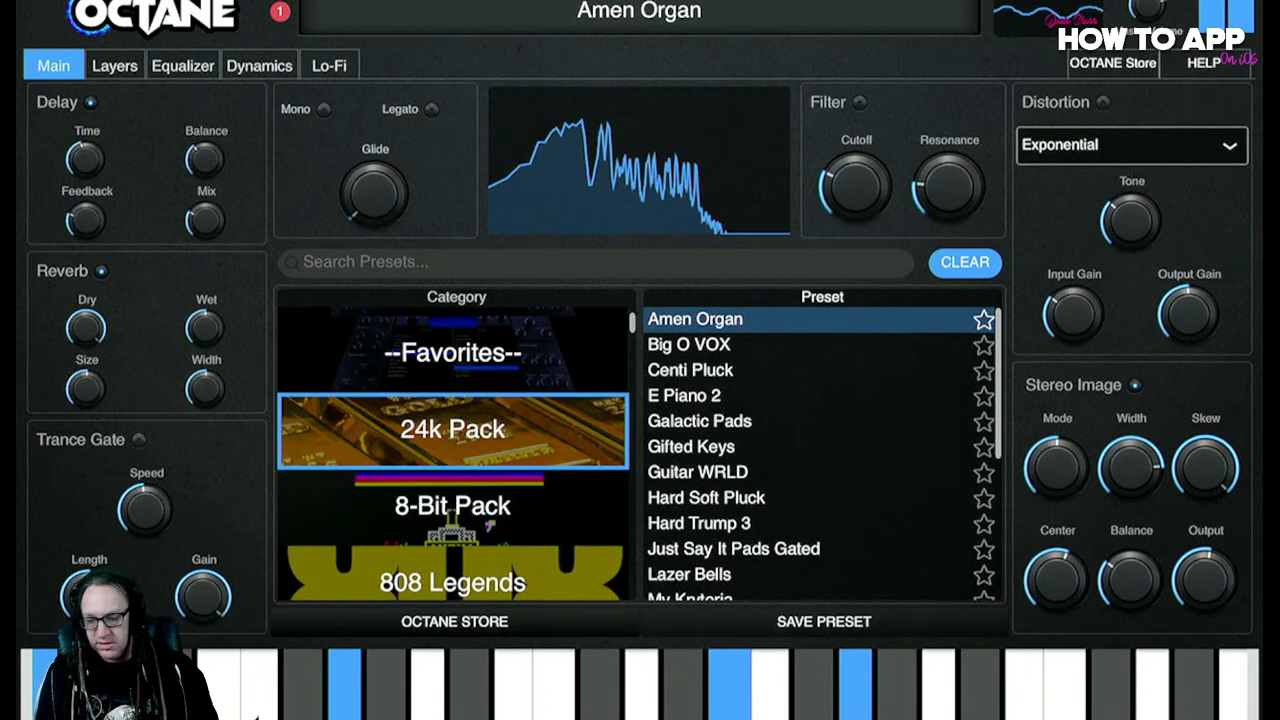 OCTANE
1
Amen Organ
HOW TO APP
On iOS
Main
Layers
Equalizer
Dynamics
Lo-Fi
OCTANE Store
HELP
Delay
Time
Balance
Feedback
Mix
Mono
Legato
Glide
Filter
Cutoff
Resonance
Distortion
Exponential
Tone
Input Gain
Output Gain
Reverb
Dry
Wet
Size
Width
Search Presets...
CLEAR
Category
Preset
--Favorites--
24k Pack
8-Bit Pack
808 Legends
Amen Organ
Big O VOX
Centi Pluck
E Piano 2
Galactic Pads
Gifted Keys
Guitar WRLD
Hard Soft Pluck
Hard Trump 3
Just Say It Pads Gated
Lazer Bells
Stereo Image
Mode
Width
Skew
Center
Balance
Output
Trance Gate
Speed
Length
Gain
OCTANE STORE
SAVE PRESET